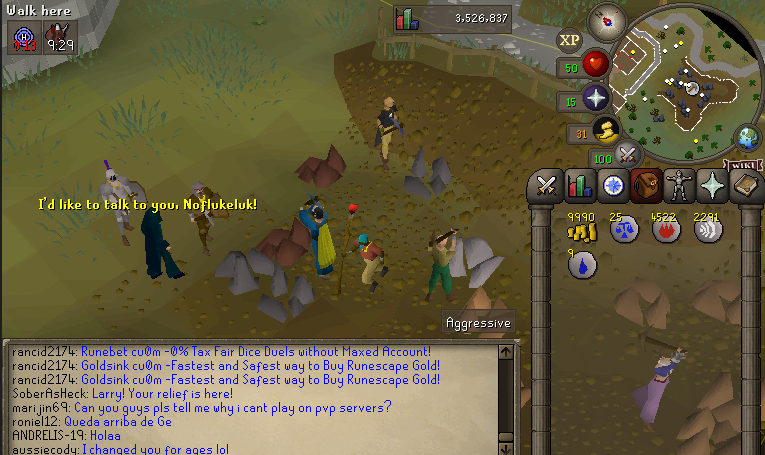 Walk here
3,526,837
0:13
9:29
XP
50
15
31
100
WIKI
I'd like to talk to you, Noflukeluk!
9990
25
4522
2291
9
Aggressive
rancid2174: Runebet cu0m -0% Tax Fair Dice Duels without Maxed Account!
rancid2174: Goldsink cu0m -Fastest and Safest way to Buy Runescape Gold!
rancid2174: Goldsink cu0m -Fastest and Safest way to Buy Runescape Gold!
SoberAsHeck: Larry! Your relief is here!
marijin69: Can you guys pls tell me why i cant play on pvp servers?
roniel12: Queda arriba de Ge
ANDRELIS-19: Holaa
aussiecody: I changed you for ages lol